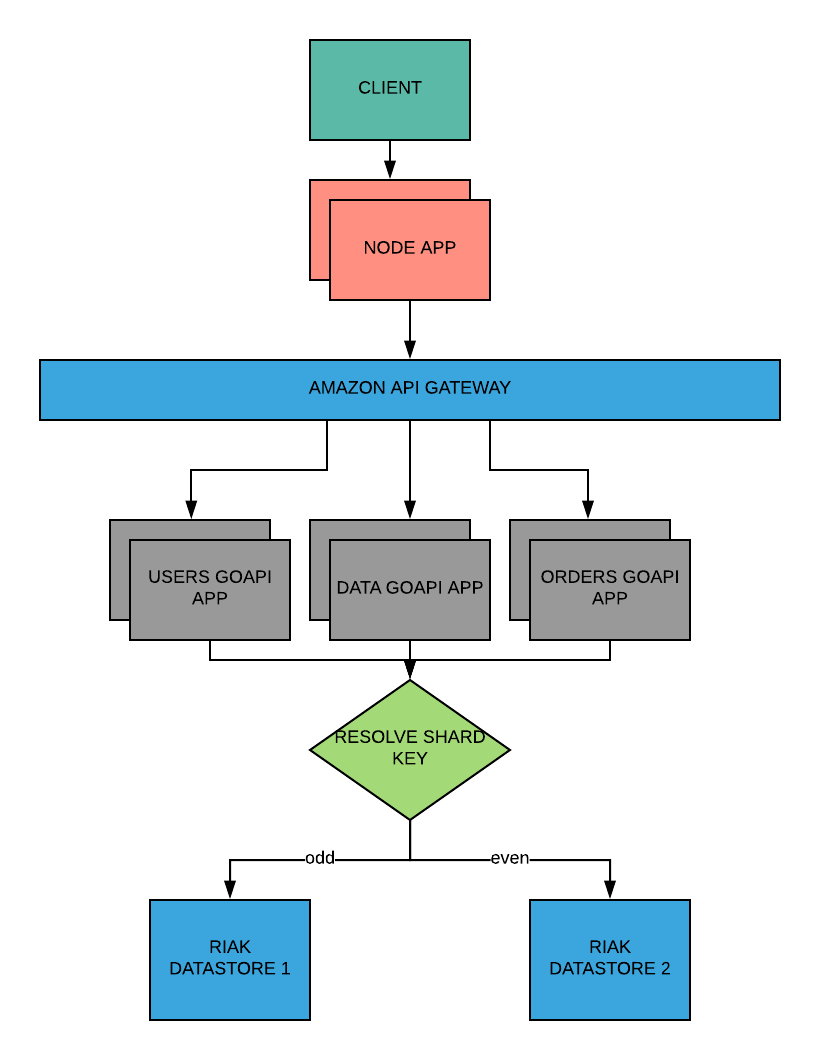 CLIENT
NODE APP
AMAZON API GATEWAY
USERS GOAPI
APP
DATA GOAPI APP
ORDERS GOAPI
APP
RESOLVE SHARD
KEY
odd
even
RIAK
DATASTORE 1
RIAK
DATASTORE 2